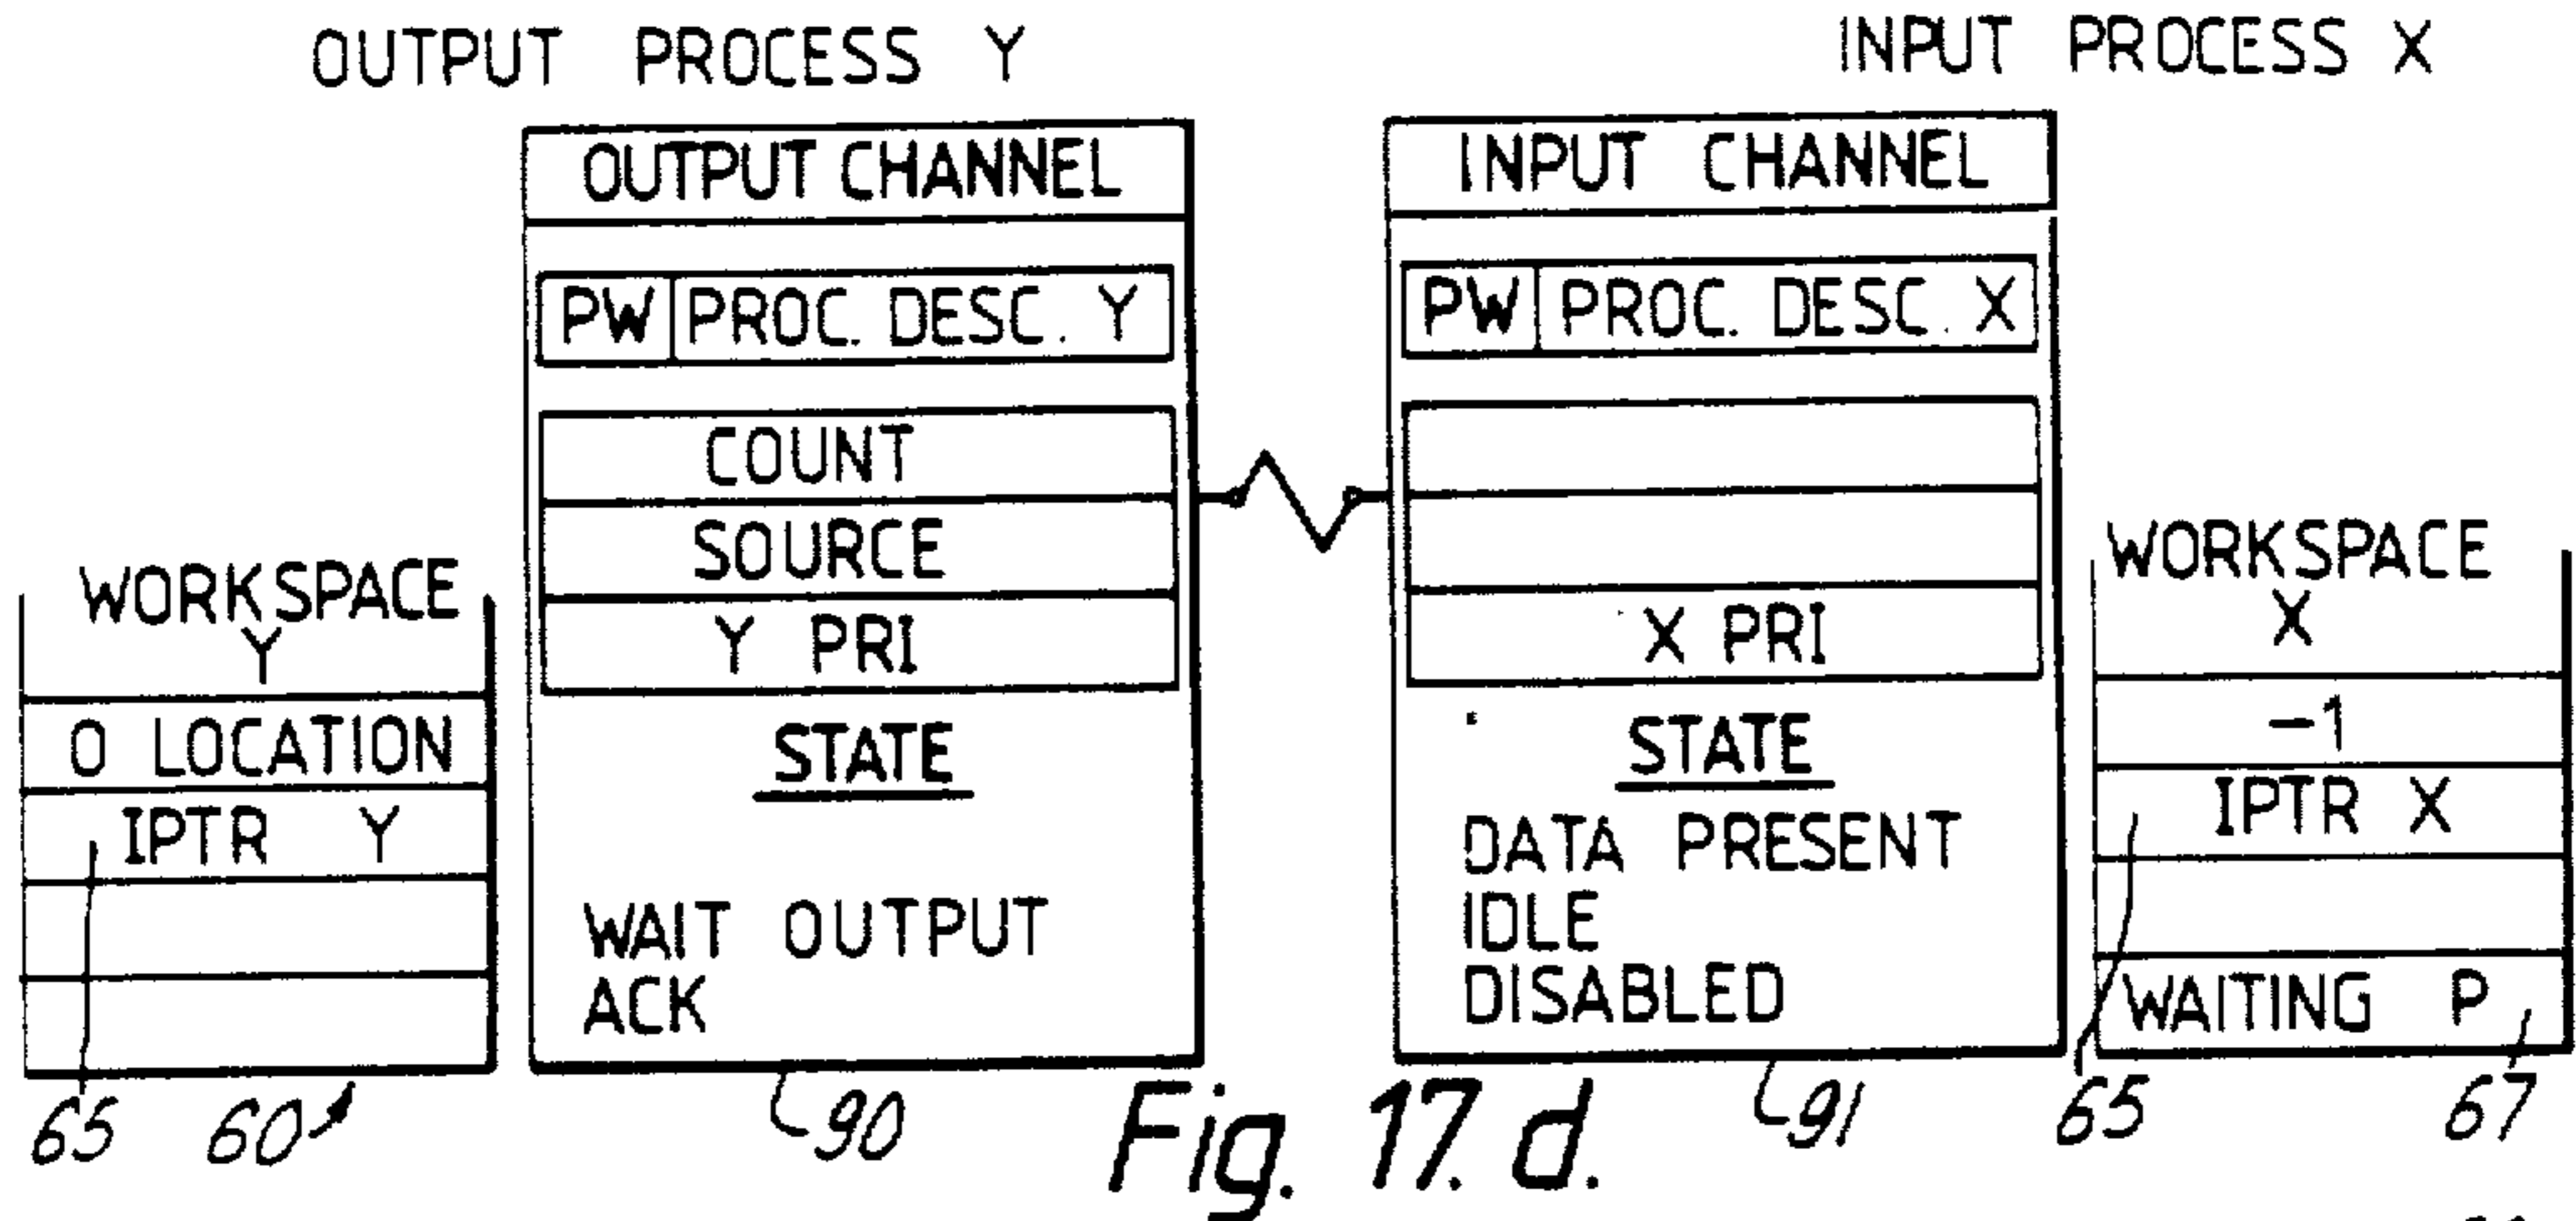 OUTPUT PROCESS Y
INPUT PROCESS X
OUTPUT CHANNEL
PW PROC. DESC. Y
COUNT
SOURCE
Y PRI
STATE
WAIT OUTPUT
ACK
INPUT CHANNEL
PW PROC. DESC. X
X PRI
STATE
DATA PRESENT
IDLE
DISABLED
WORKSPACE
Y
0 LOCATION
IPTR Y
WORKSPACE
X
-1
IPTR X
WAITING P
65 60 90 91 65 67
Fig. 17. d.